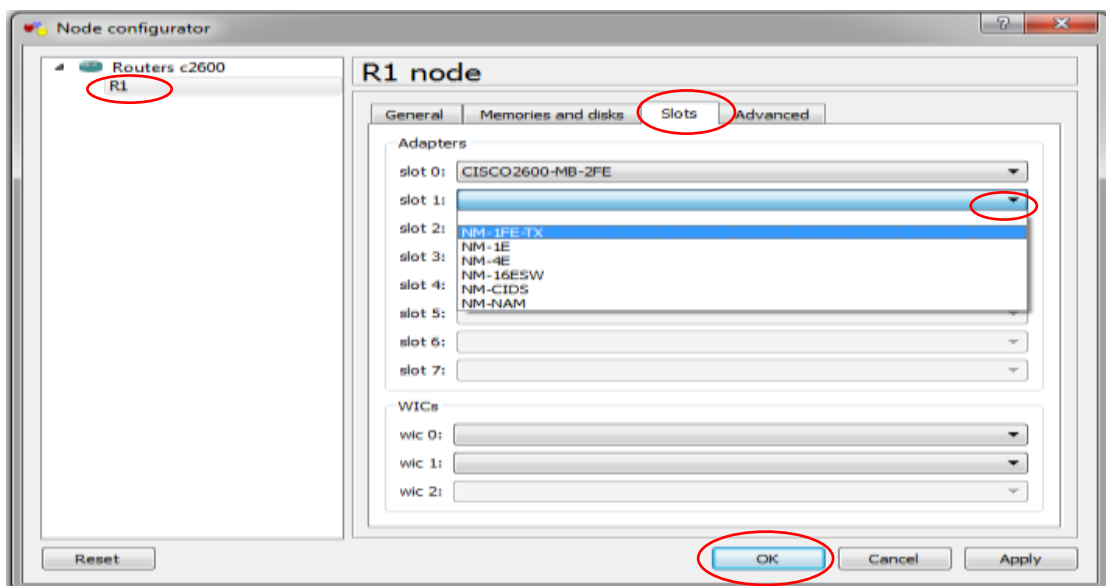 Node configurator
Routers c2600
R1
R1 node
General Memories and disks Slots Advanced
Adapters
slot 0: CISCO2600-MB-2FE
slot 1:
slot 2:
NM-1FE-TX
NM-1E
slot 3:
NM-4E
NM-16ESW
slot 4:
NM-CIDS
NM-NAM
slot 5:
slot 6:
slot 7:
WICs
wic 0:
wic 1:
wic 2:
Reset OK Cancel Apply